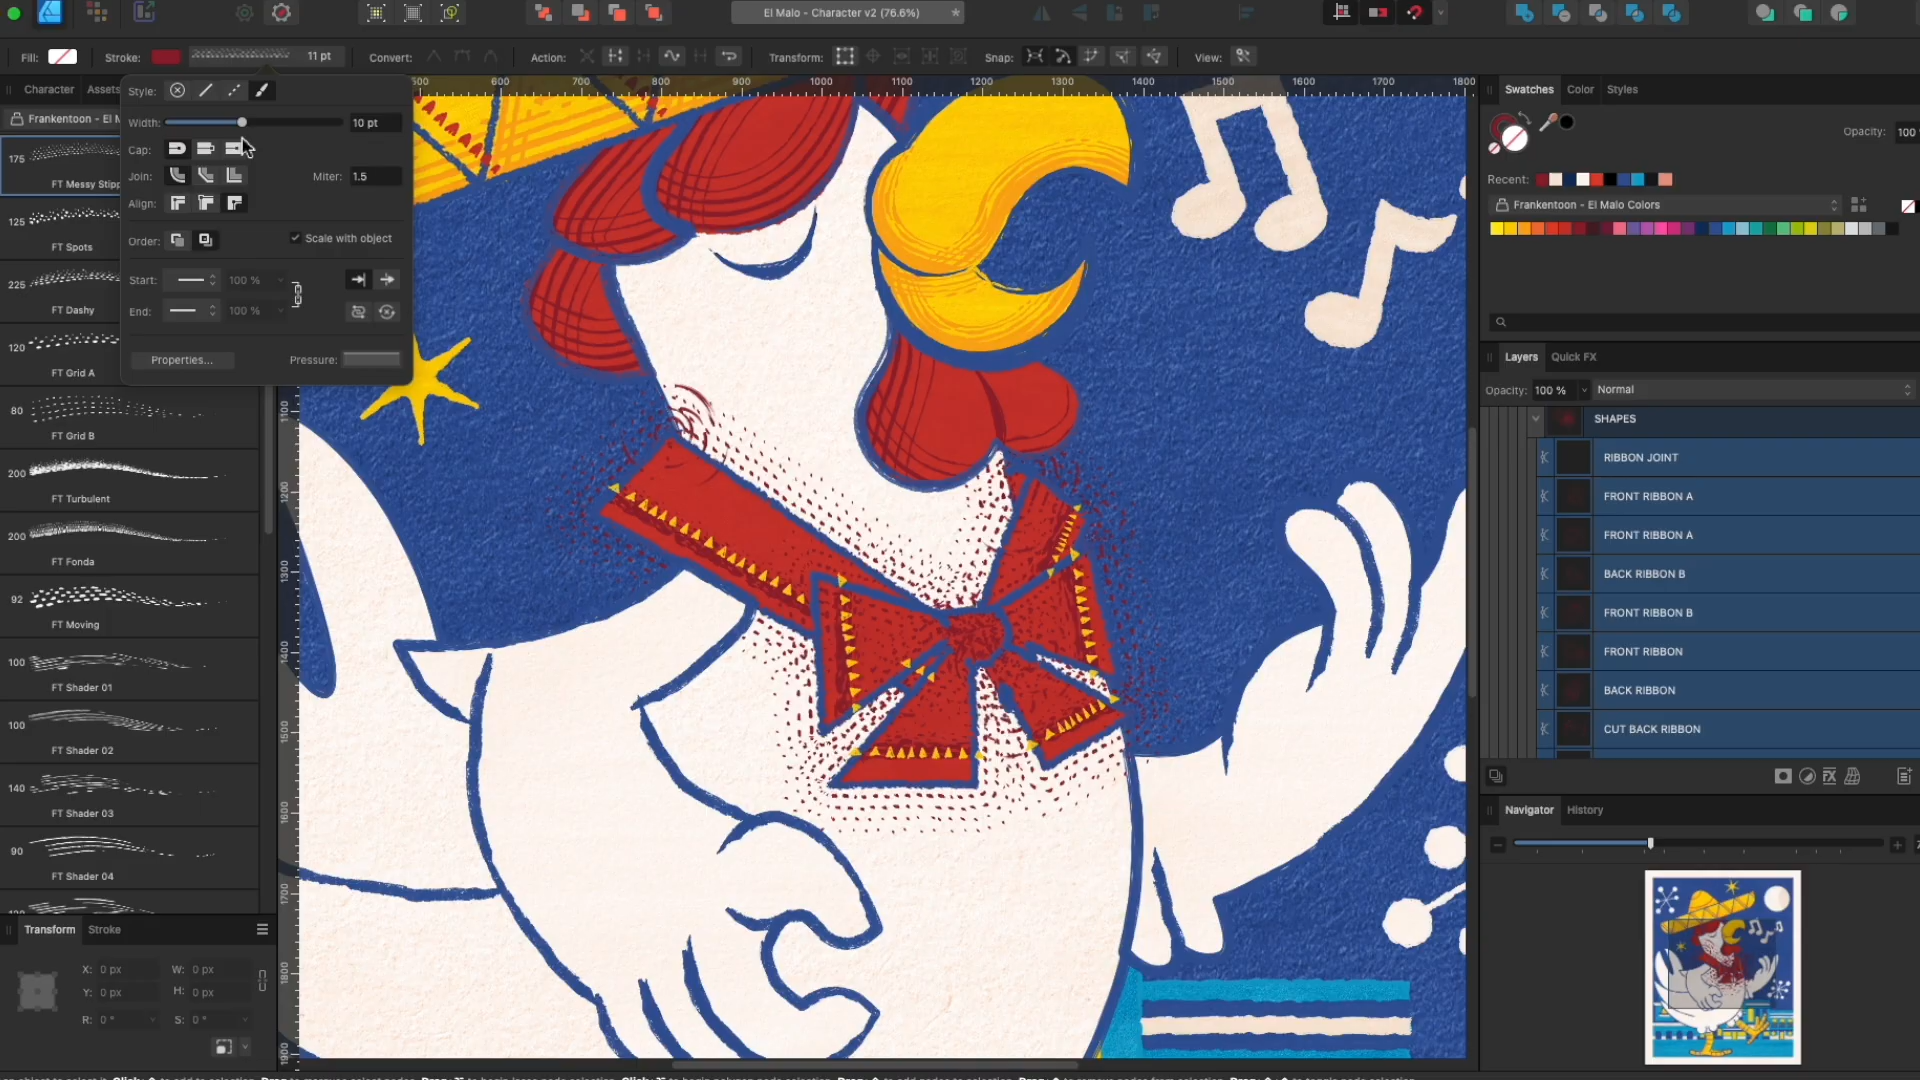 El Malo - Character v2 (76.6%)
Fill:
Stroke:
11 pt
Convert:
Action:
Transform:
Snap:
View:
Character
Assets
Frankentoon - El M
175
FT Messy Stipp
125
FT Spots
225
FT Dashy
120
FT Grid A
80
FT Grid B
200
FT Turbulent
200
FT Fonda
92
FT Moving
100
FT Shader 01
100
FT Shader 02
140
FT Shader 03
90
FT Shader 04
Style:
Width:
10 pt
Cap:
Join:
Miter:
1.5
Align:
Order:
Scale with object
Start:
100 %
End:
100 %
Properties...
Pressure:
500
600
700
800
900
1000
1100
1200
1300
1400
1500
1600
1700
1800
1100
1200
1300
1400
1500
1600
1700
1800
1900
Transform
Stroke
X: 0 px
W: 0 px
Y: 0 px
H: 0 px
R: 0 °
S: 0 °
Swatches
Color
Styles
Opacity:
100
Recent:
Frankentoon - El Malo Colors
Layers
Quick FX
Opacity:
100 %
Normal
SHAPES
RIBBON JOINT
FRONT RIBBON A
FRONT RIBBON A
BACK RIBBON B
FRONT RIBBON B
FRONT RIBBON
BACK RIBBON
CUT BACK RIBBON
Navigator
History